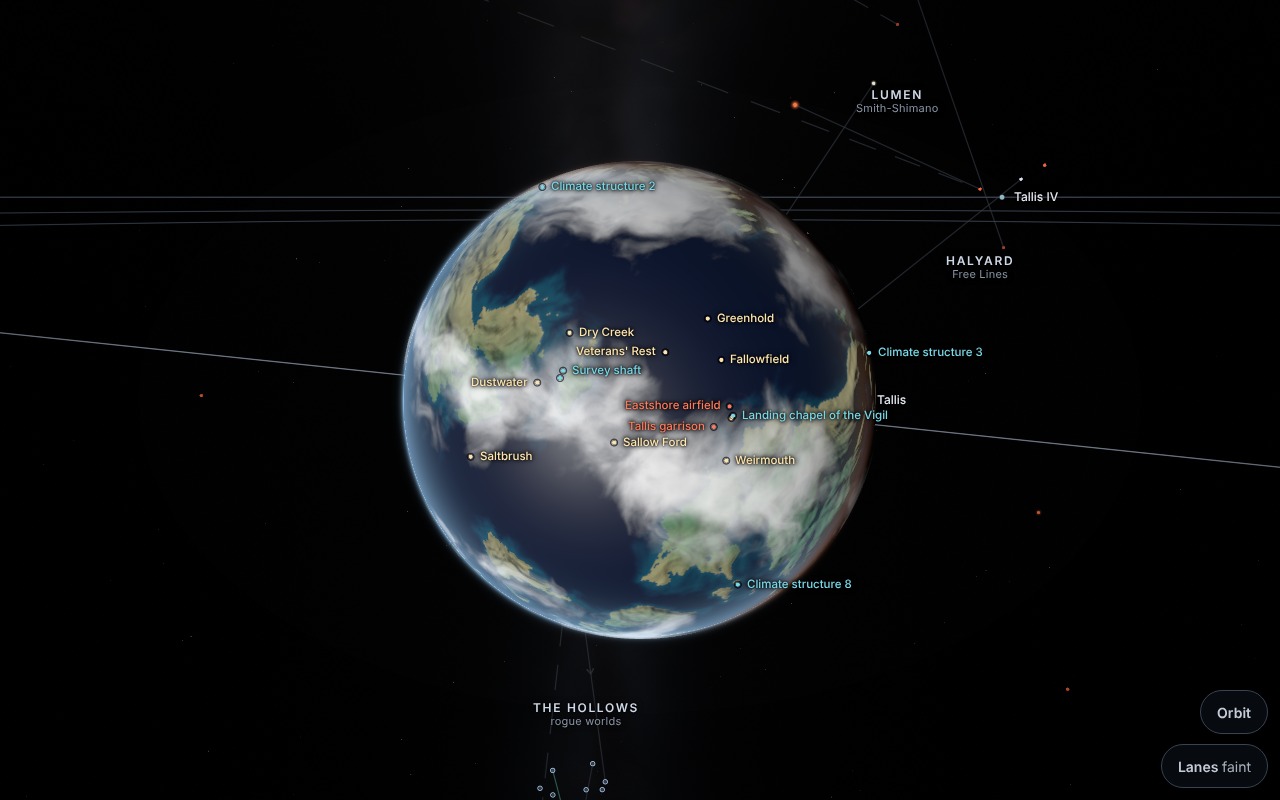 LUMEN
Smith-Shimano
Climate structure 2
Tallis IV
HALYARD
Free Lines
Greenhold
Dry Creek
Veterans' Rest
Climate structure 3
Fallowfield
Survey shaft
Dustwater
Tallis
Eastshore airfield
Landing chapel of the Vigil
Tallis garrison
Sallow Ford
Saltbrush
Weirmouth
Climate structure 8
THE HOLLOWS
rogue worlds
Orbit
Lanes faint